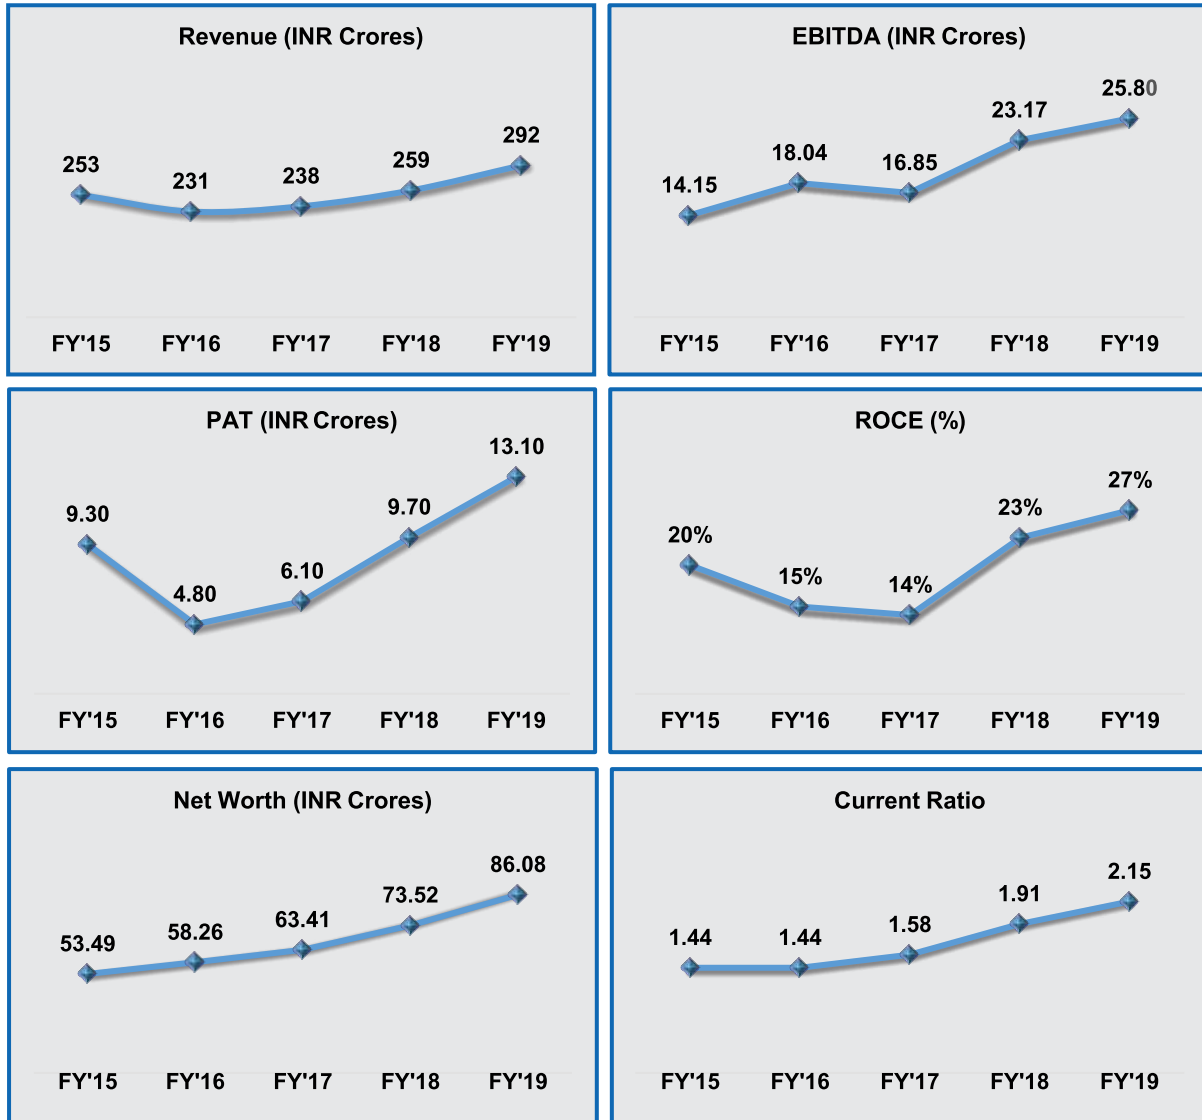 Revenue (INR Crores)
253
231
238
259
292
FY'15
FY'16
FY'17
FY'18
FY'19
EBITDA (INR Crores)
14.15
18.04
16.85
23.17
25.80
FY'15
FY'16
FY'17
FY'18
FY'19
PAT (INR Crores)
9.30
4.80
6.10
9.70
13.10
FY'15
FY'16
FY'17
FY'18
FY'19
ROCE (%)
20%
15%
14%
23%
27%
FY'15
FY'16
FY'17
FY'18
FY'19
Net Worth (INR Crores)
53.49
58.26
63.41
73.52
86.08
FY'15
FY'16
FY'17
FY'18
FY'19
Current Ratio
1.44
1.44
1.58
1.91
2.15
FY'15
FY'16
FY'17
FY'18
FY'19